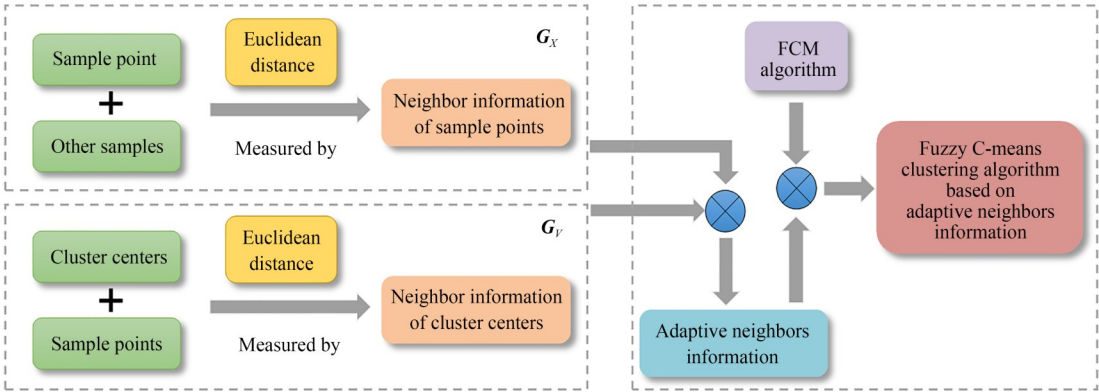 Sample point
+
Other samples
Euclidean
distance
Measured by
Neighbor information
of sample points
G_X
Cluster centers
+
Sample points
Euclidean
distance
Measured by
Neighbor information
of cluster centers
G_V
FCM
algorithm
Adaptive neighbors
information
Fuzzy C-means
clustering algorithm
based on
adaptive neighbors
information